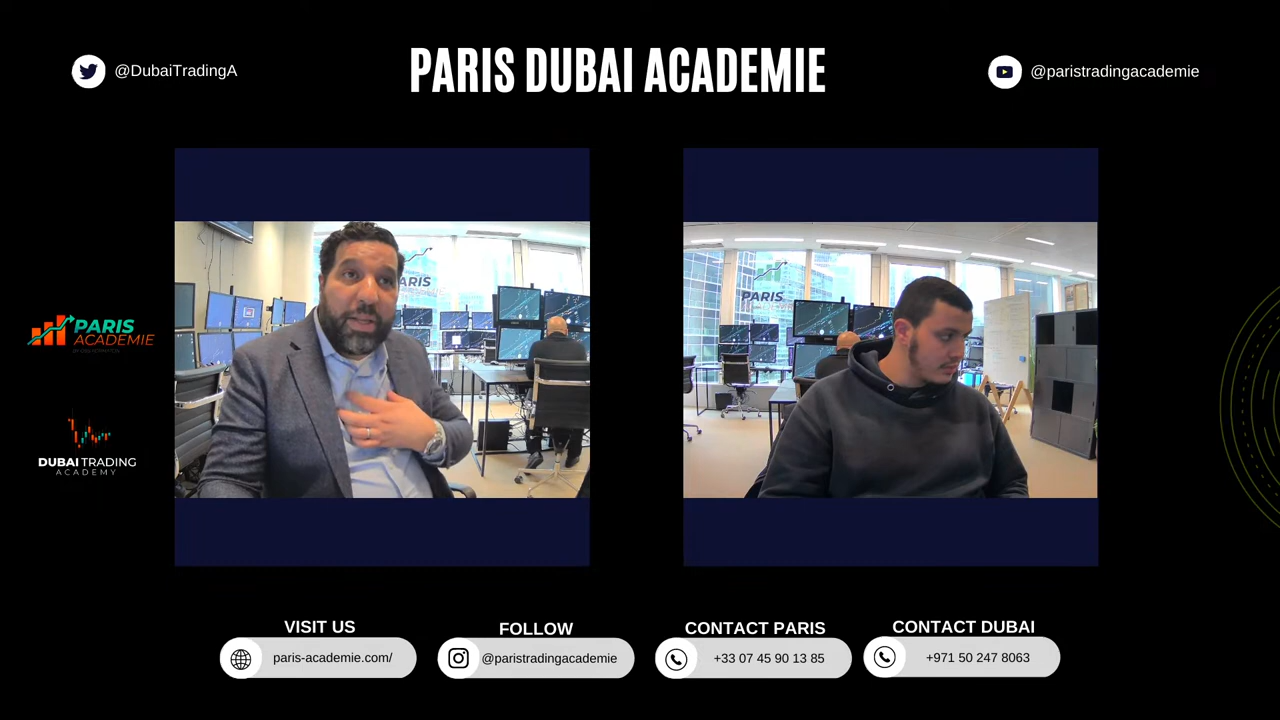 PARIS DUBAI ACADEMIE
@DubaiTradingA
@paristradingacademie
PARIS
PARIS
PARIS
ACADEMIE
DUBAI TRADING
ACADEMY
VISIT US
paris-academie.com/
FOLLOW
@paristradingacademie
CONTACT PARIS
+33 07 45 90 13 85
CONTACT DUBAI
+971 50 247 8063